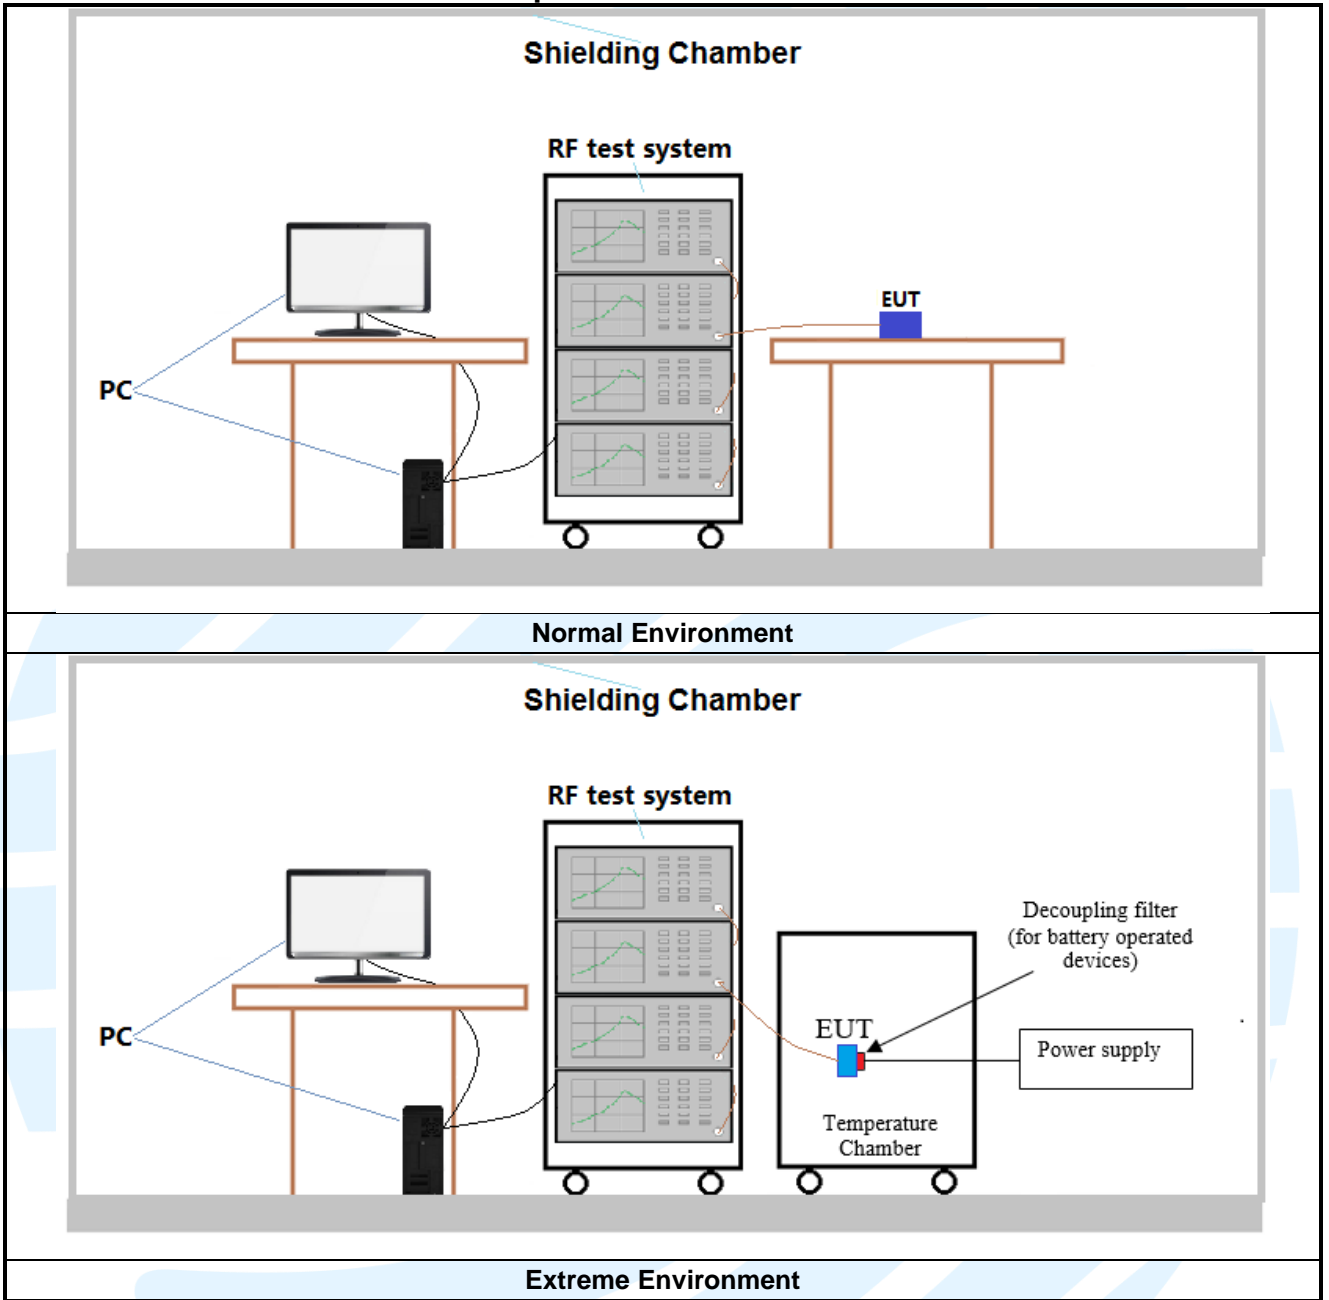 Shielding Chamber
RF test system
EUT
PC
Normal Environment
Shielding Chamber
RF test system
Decoupling filter
(for battery operated
devices)
EUT
PC
Power supply
Temperature
Chamber
Extreme Environment